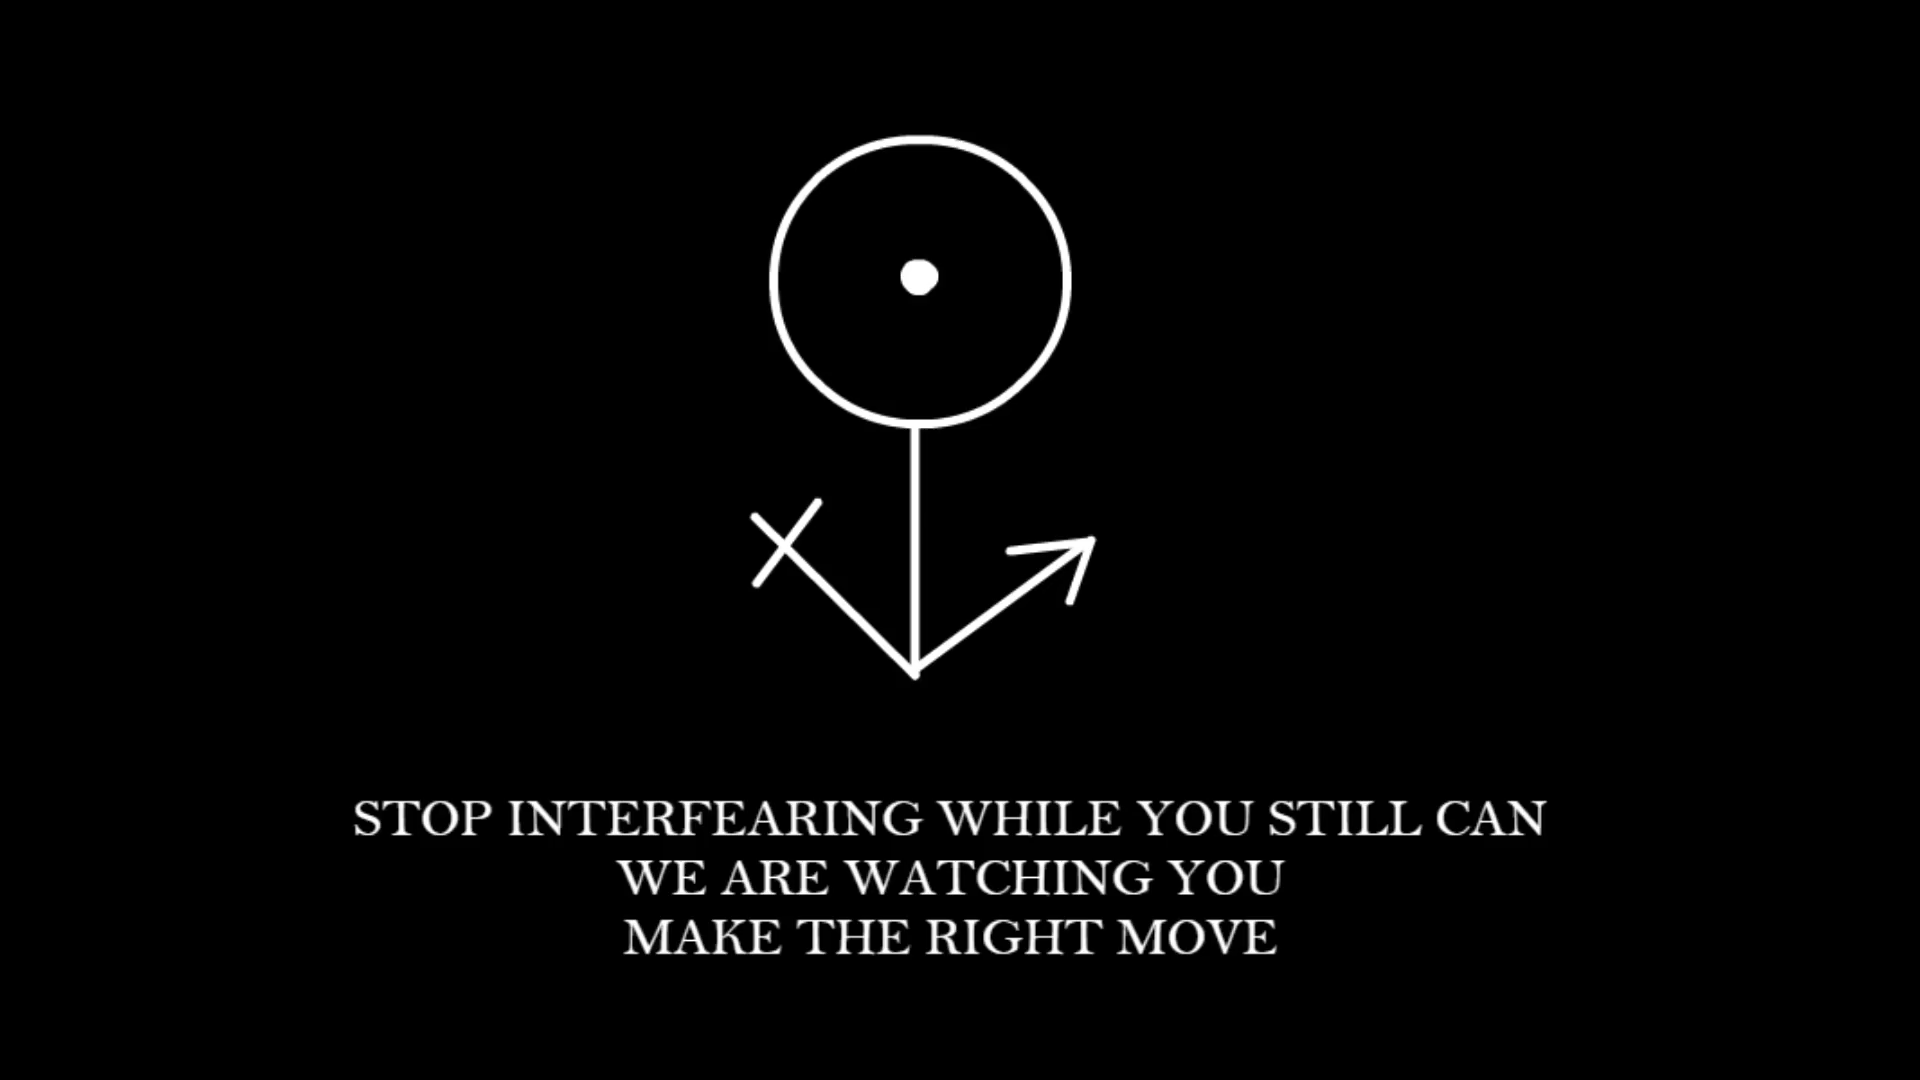 STOP INTERFEARING WHILE YOU STILL CAN
WE ARE WATCHING YOU
MAKE THE RIGHT MOVE